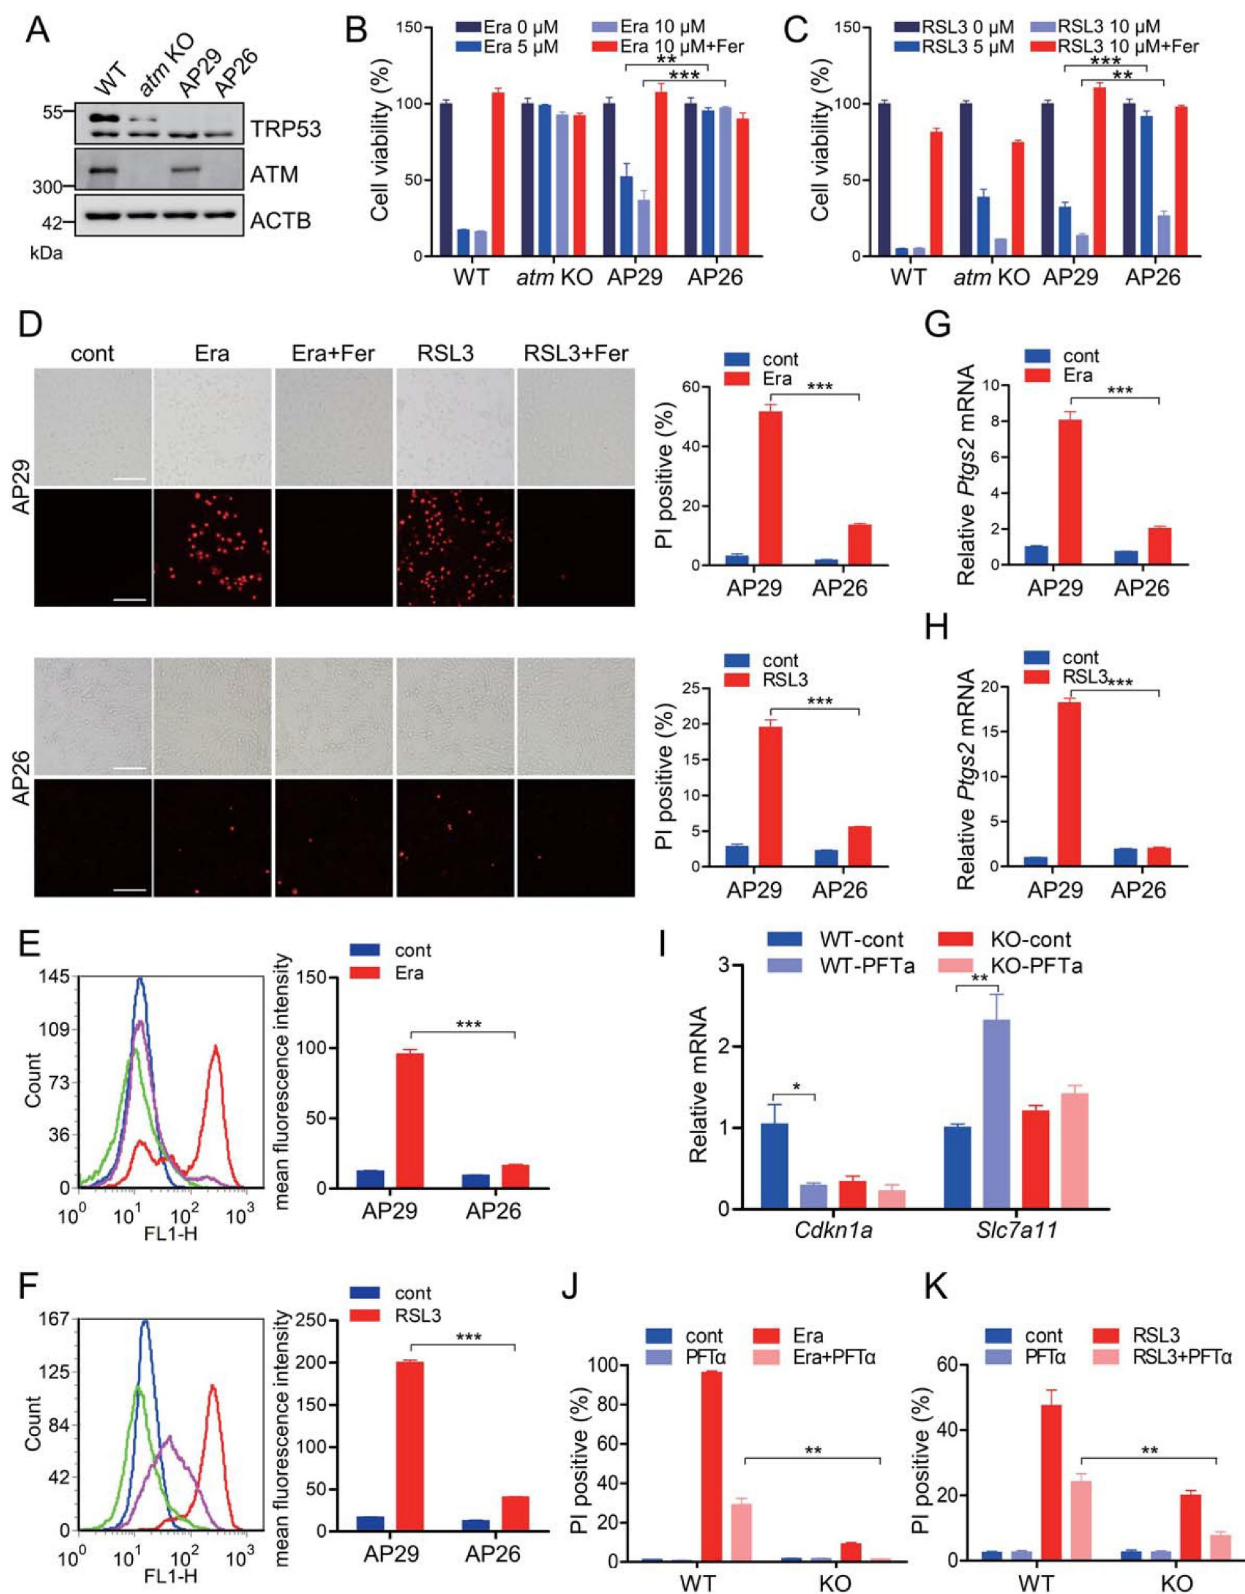 A
WT
atm KO
AP29
AP26
55
TRP53
ATM
300
ACTB
42
kDa
B
Era 0 μM
Era 10 μM
Era 5 μM
Era 10 μM+Fer
Cell viability (%)
150
100
50
0
**
***
WT
atm KO
AP29
AP26
C
RSL3 0 μM
RSL3 10 μM
RSL3 5 μM
RSL3 10 μM+Fer
Cell viability (%)
150
100
50
0
***
**
WT
atm KO
AP29
AP26
D
cont
Era
Era+Fer
RSL3
RSL3+Fer
AP29
AP26
cont
Era
PI positive (%)
60
40
20
0
***
AP29
AP26
cont
RSL3
PI positive (%)
25
20
15
10
5
0
***
AP29
AP26
G
cont
Era
Relative Ptgs2 mRNA
10
8
6
4
2
0
***
AP29
AP26
H
cont
RSL3
Relative Ptgs2 mRNA
20
15
10
5
0
***
AP29
AP26
E
Count
145
109
73
36
0
10⁰
10¹
10²
10³
FL1-H
cont
Era
mean fluorescence intensity
150
100
50
0
***
AP29
AP26
F
Count
167
125
84
42
0
10⁰
10¹
10²
10³
FL1-H
cont
RSL3
mean fluorescence intensity
250
200
150
100
50
0
***
AP29
AP26
I
WT-cont
KO-cont
WT-PFTa
KO-PFTa
Relative mRNA
3
2
1
0
*
**
Cdkn1a
Slc7a11
J
cont
Era
PFTα
Era+PFTα
PI positive (%)
100
80
60
40
20
0
**
WT
KO
K
cont
RSL3
PFTα
RSL3+PFTα
PI positive (%)
60
40
20
0
**
WT
KO